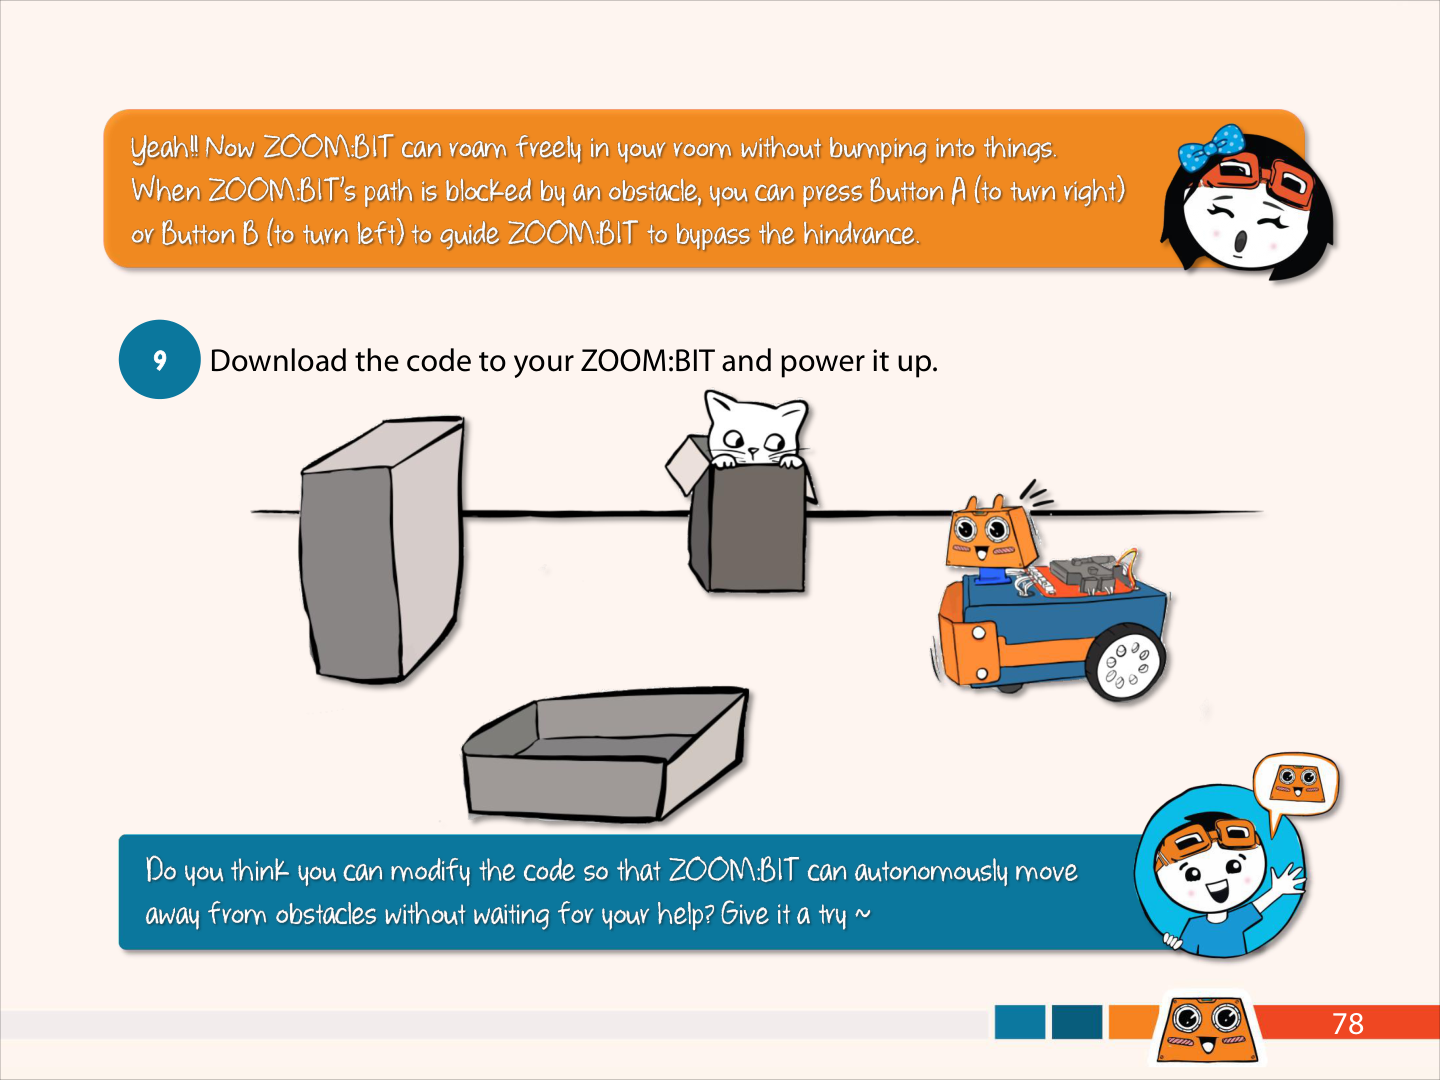 Yeah!! Now ZOOM:BIT can roam freely in your room without bumping into things.
When ZOOM:BIT's path is blocked by an obstacle, you can press Button A (to turn right)
or Button B (to turn left) to guide ZOOM:BIT to bypass the hindrance.
9 Download the code to your ZOOM:BIT and power it up.
Do you think you can modify the code so that ZOOM:BIT can autonomously move
away from obstacles without waiting for your help? Give it a try ~
78